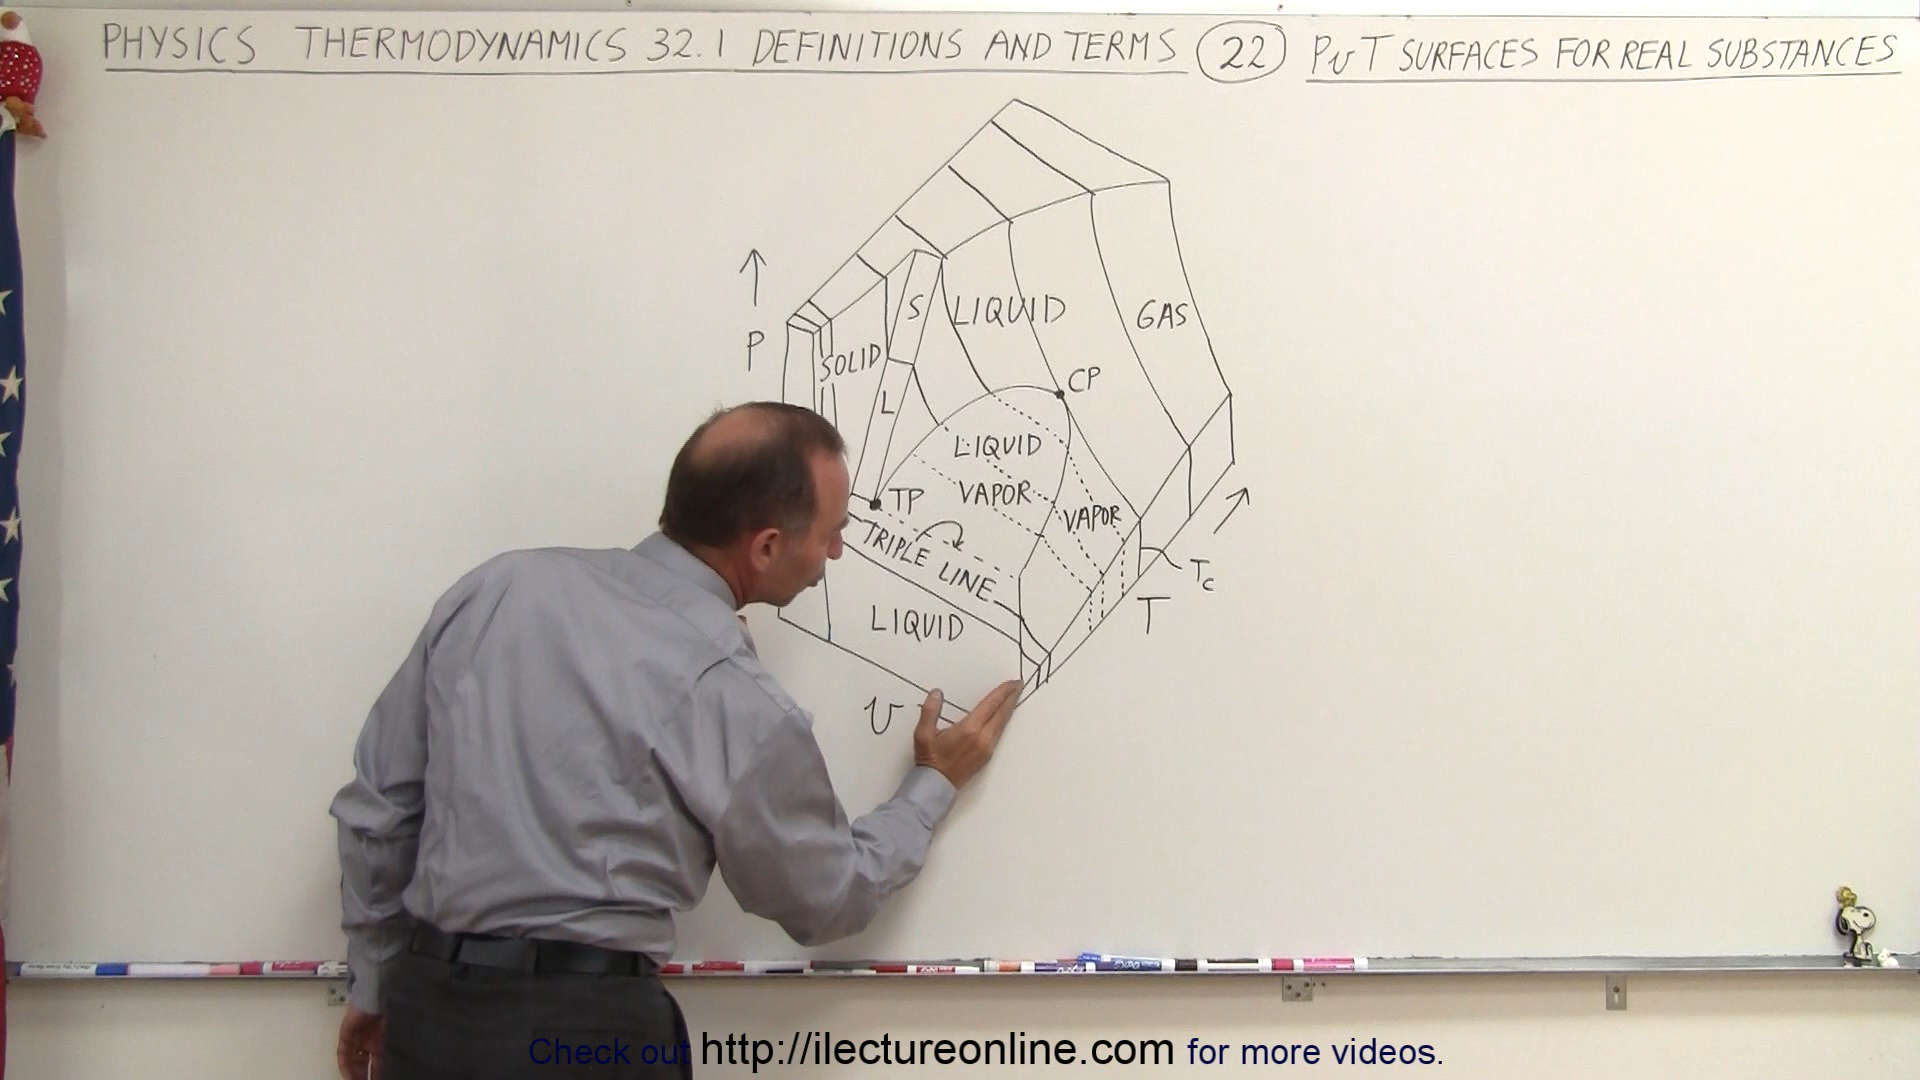 PHYSICS THERMODYNAMICS 32.1 DEFINITIONS AND TERMS 22 PvT SURFACES FOR REAL SUBSTANCES
P
S
LIQUID
GAS
SOLID
CP
L
LIQUID
VAPOR
TP
VAPOR
TRIPLE LINE
Tc
T
LIQUID
v
Check out http://ilectureonline.com for more videos.